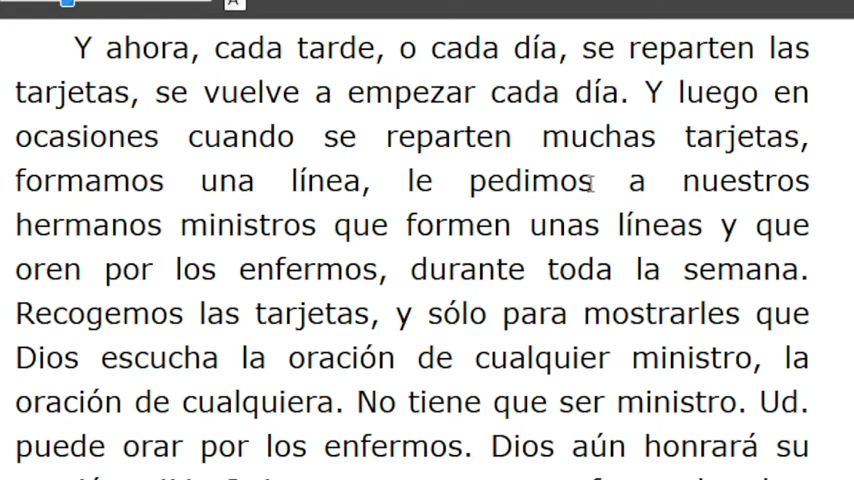 A
Y ahora, cada tarde, o cada día, se reparten las
tarjetas, se vuelve a empezar cada día. Y luego en
ocasiones cuando se reparten muchas tarjetas,
formamos una línea, le pedimos a nuestros
hermanos ministros que formen unas líneas y que
oren por los enfermos, durante toda la semana.
Recogemos las tarjetas, y sólo para mostrarles que
Dios escucha la oración de cualquier ministro, la
oración de cualquiera. No tiene que ser ministro. Ud.
puede orar por los enfermos. Dios aún honrará su